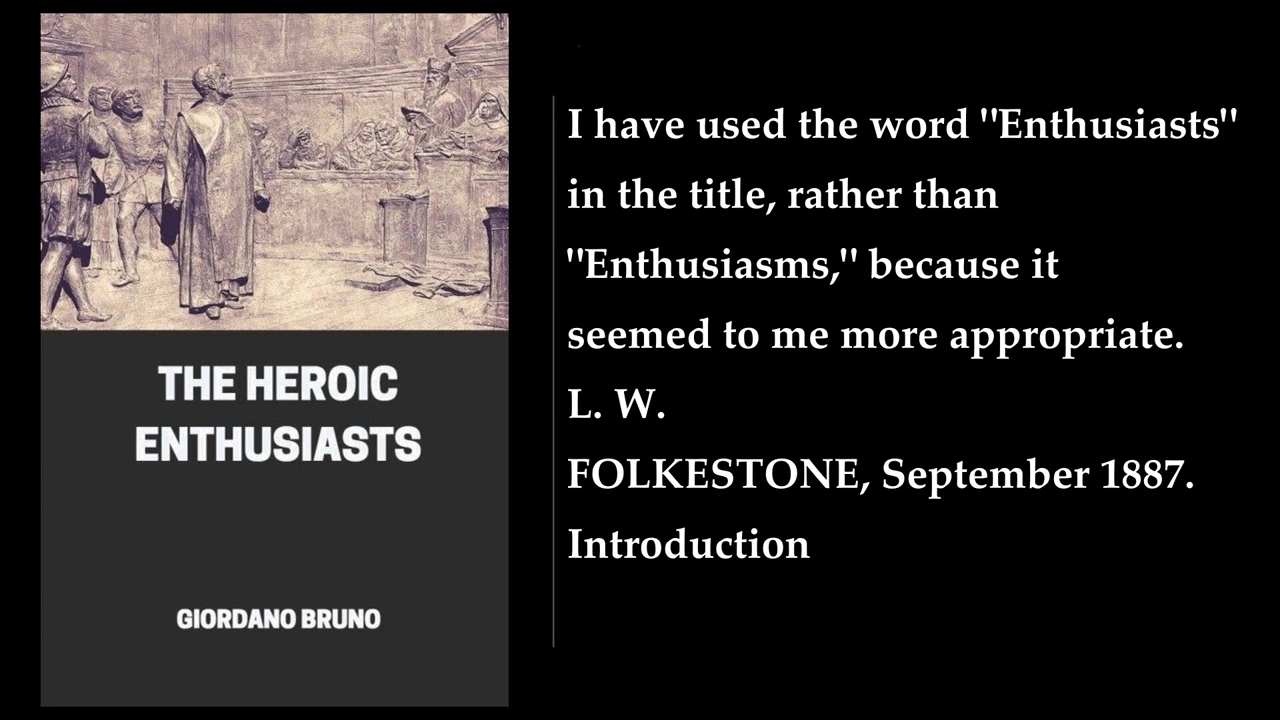 THE HEROIC
ENTHUSIASTS
GIORDANO BRUNO
I have used the word "Enthusiasts"
in the title, rather than
"Enthusiasms," because it
seemed to me more appropriate.
L. W.
FOLKESTONE, September 1887.
Introduction